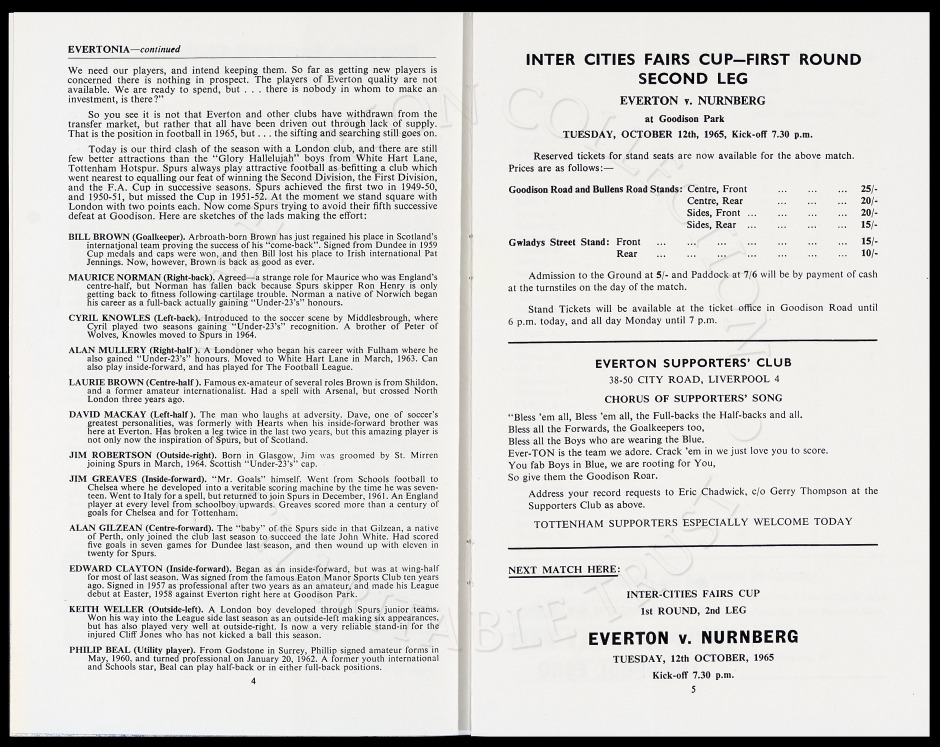 EVERTONIA—continued
We need our players, and intend keeping them. So far as getting new players is
concerned there is nothing in prospect. The players of Everton quality are not
available. We are ready to spend, but . . . there is nobody in whom to make an
investment, is there?"
So you see it is not that Everton and other clubs have withdrawn from the
transfer market, but rather that all have been driven out through lack of supply.
That is the position in football in 1965, but . . . the sifting and searching still goes on.
Today is our third clash of the season with a London club, and there are still
few better attractions than the "Glory Hallelujah" boys from White Hart Lane,
Tottenham Hotspur. Spurs always play attractive football as befitting a club which
went nearest to equalling our feat of winning the Second Division, the First Division,
and the F.A. Cup in successive seasons. Spurs achieved the first two in 1949-50,
and 1950-51, but missed the Cup in 1951-52. At the moment we stand square with
London with two points each. Now come Spurs trying to avoid their fifth successive
defeat at Goodison. Here are sketches of the lads making the effort:
BILL BROWN (Goalkeeper). Arbroath-born Brown has just regained his place in Scotland's
international team proving the success of his "come-back". Signed from Dundee in 1959
Cup medals and caps were won, and then Bill lost his place to Irish international Pat
Jennings. Now, however, Brown is back as good as ever.
MAURICE NORMAN (Right-back). Agreed—a strange role for Maurice who was England's
centre-half, but Norman has fallen back because Spurs skipper Ron Henry is only
getting back to fitness following cartilage trouble. Norman a native of Norwich began
his career as a full-back actually gaining "Under-23's" honours.
CYRIL KNOWLES (Left-back). Introduced to the soccer scene by Middlesbrough, where
Cyril played two seasons gaining "Under-23's" recognition. A brother of Peter of
Wolves, Knowles moved to Spurs in 1964.
ALAN MULLERY (Right-half). A Londoner who began his career with Fulham where he
also gained "Under-23's" honours. Moved to White Hart Lane in March, 1963. Can
also play inside-forward, and has played for The Football League.
LAURIE BROWN (Centre-half). Famous ex-amateur of several roles Brown is from Shildon,
and a former amateur internationalist. Had a spell with Arsenal, but crossed North
London three years ago.
DAVID MACKAY (Left-half). The man who laughs at adversity. Dave, one of soccer's
greatest personalities, was formerly with Hearts when his inside-forward brother was
here at Everton. Has broken a leg twice in the last two years, but this amazing player is
not only now the inspiration of Spurs, but of Scotland.
JIM ROBERTSON (Outside-right). Born in Glasgow, Jim was groomed by St. Mirren
joining Spurs in March, 1964. Scottish "Under-23's" cap.
JIM GREAVES (Inside-forward). "Mr. Goals" himself. Went from Schools football to
Chelsea where he developed into a veritable scoring machine by the time he was seven-
teen. Went to Italy for a spell, but returned to join Spurs in December, 1961. An England
player at every level from schoolboy upwards. Greaves scored more than a century of
goals for Chelsea and for Tottenham.
ALAN GILZEAN (Centre-forward). The "baby" of the Spurs side in that Gilzean, a native
of Perth, only joined the club last season to succeed the late John White. Had scored
five goals in seven games for Dundee last season, and then wound up with eleven in
twenty for Spurs.
EDWARD CLAYTON (Inside-forward). Began as an inside-forward, but was at wing-half
for most of last season. Was signed from the famous Eaton Manor Sports Club ten years
ago. Signed in 1957 as professional after two years as an amateur, and made his League
debut at Easter, 1958 against Everton right here at Goodison Park.
KEITH WELLER (Outside-left). A London boy developed through Spurs junior teams.
Won his way into the League side last season as an outside-left making six appearances,
but has also played very well at outside-right. Is now a very reliable stand-in for the
injured Cliff Jones who has not kicked a ball this season.
PHILIP BEAL (Utility player). From Godstone in Surrey, Phillip signed amateur forms in
May, 1960, and turned professional on January 20, 1962. A former youth international
and Schools star, Beal can play half-back or in either full-back positions.
4
INTER CITIES FAIRS CUP—FIRST ROUND
SECOND LEG
EVERTON v. NURNBERG
at Goodison Park
TUESDAY, OCTOBER 12th, 1965, Kick-off 7.30 p.m.
Reserved tickets for stand seats are now available for the above match.
Prices are as follows:—
Goodison Road and Bullens Road Stands: Centre, Front ... ... ... 25/-
Centre, Rear ... ... ... 20/-
Sides, Front ... ... ... 20/-
Sides, Rear ... ... ... 15/-
Gwladys Street Stand: Front ... ... ... ... ... ... 15/-
Rear ... ... ... ... ... ... 10/-
Admission to the Ground at 5/- and Paddock at 7/6 will be by payment of cash
at the turnstiles on the day of the match.
Stand Tickets will be available at the ticket office in Goodison Road until
6 p.m. today, and all day Monday until 7 p.m.
EVERTON SUPPORTERS' CLUB
38-50 CITY ROAD, LIVERPOOL 4
CHORUS OF SUPPORTERS' SONG
"Bless 'em all, Bless 'em all, the Full-backs the Half-backs and all.
Bless all the Forwards, the Goalkeepers too,
Bless all the Boys who are wearing the Blue.
Ever-TON is the team we adore. Crack 'em in we just love you to score.
You fab Boys in Blue, we are rooting for You,
So give them the Goodison Roar.
Address your record requests to Eric Chadwick, c/o Gerry Thompson at the
Supporters Club as above.
TOTTENHAM SUPPORTERS ESPECIALLY WELCOME TODAY
NEXT MATCH HERE:
INTER-CITIES FAIRS CUP
1st ROUND, 2nd LEG
EVERTON v. NURNBERG
TUESDAY, 12th OCTOBER, 1965
Kick-off 7.30 p.m.
5